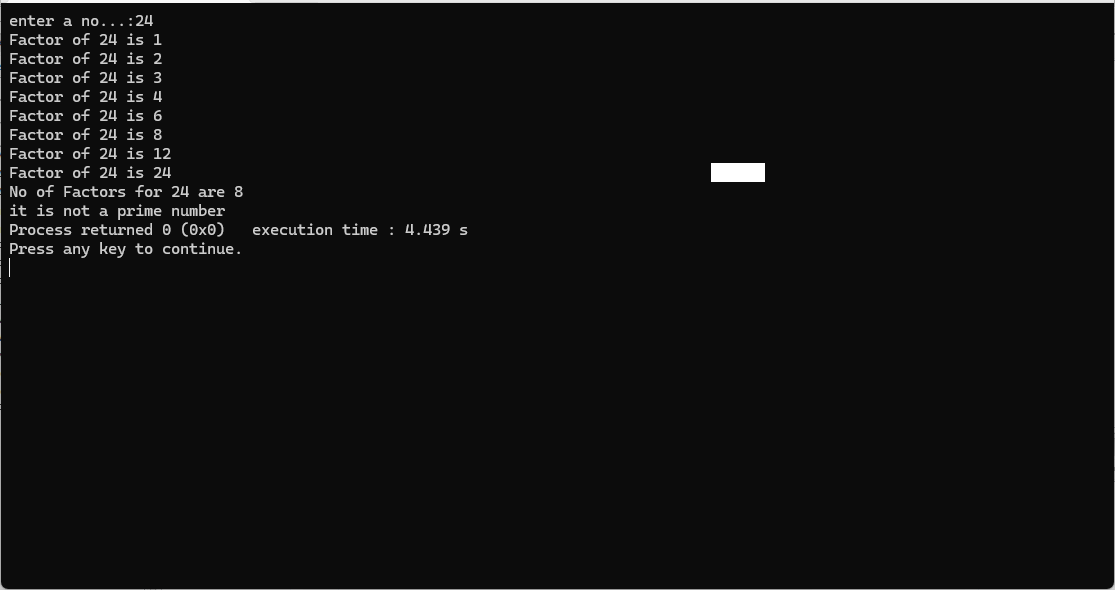 enter a no...:24
Factor of 24 is 1
Factor of 24 is 2
Factor of 24 is 3
Factor of 24 is 4
Factor of 24 is 6
Factor of 24 is 8
Factor of 24 is 12
Factor of 24 is 24
No of Factors for 24 are 8
it is not a prime number
Process returned 0 (0x0)   execution time : 4.439 s
Press any key to continue.